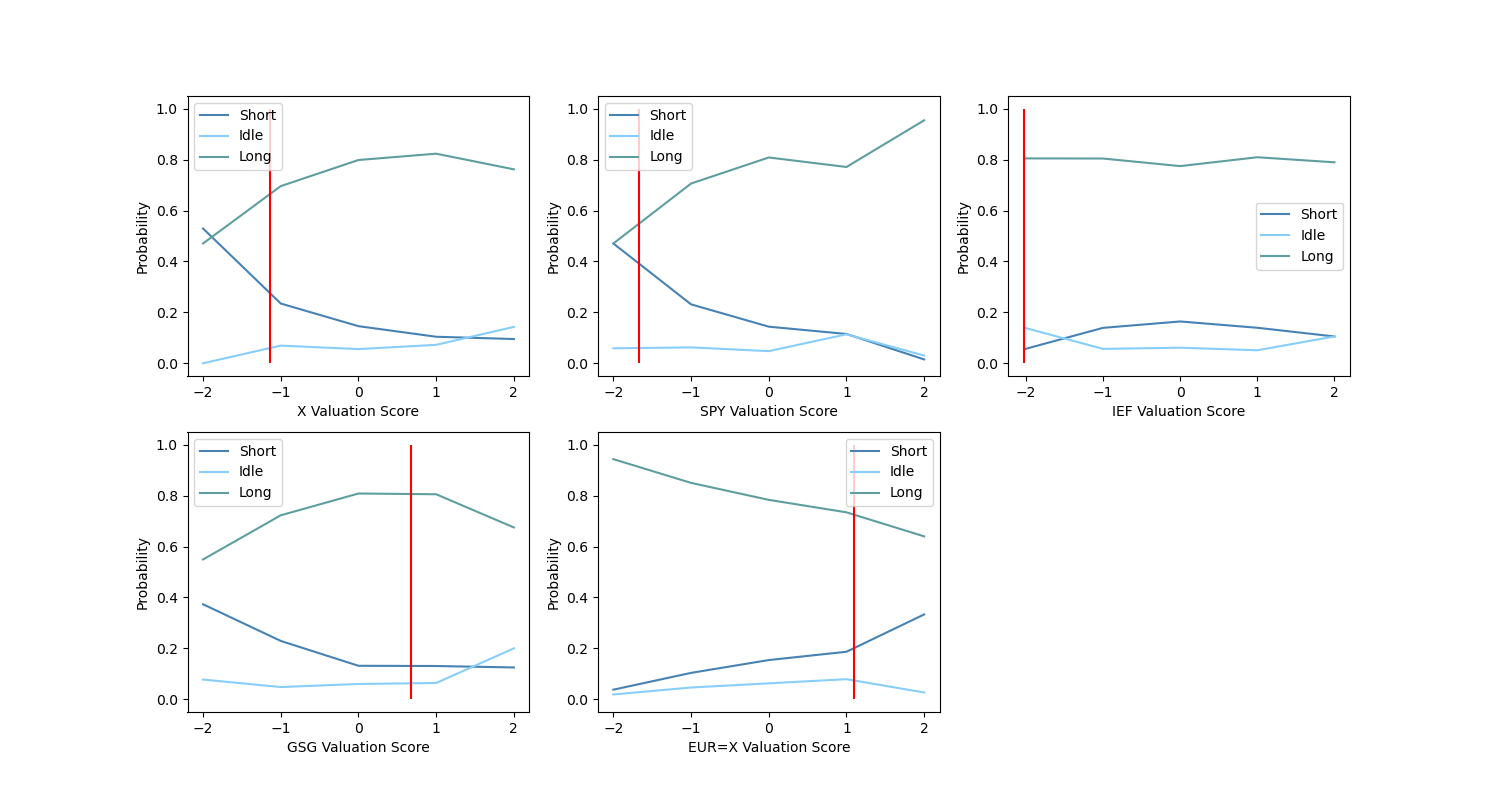 Short
Idle
Long
1.0
0.8
0.6
0.4
0.2
0.0
Probability
−2 −1 0 1 2
X Valuation Score
Short
Idle
Long
1.0
0.8
0.6
0.4
0.2
0.0
Probability
−2 −1 0 1 2
SPY Valuation Score
Short
Idle
Long
1.0
0.8
0.6
0.4
0.2
0.0
Probability
−2 −1 0 1 2
IEF Valuation Score
Short
Idle
Long
1.0
0.8
0.6
0.4
0.2
0.0
Probability
−2 −1 0 1 2
GSG Valuation Score
Short
Idle
Long
1.0
0.8
0.6
0.4
0.2
0.0
Probability
−2 −1 0 1 2
EUR=X Valuation Score